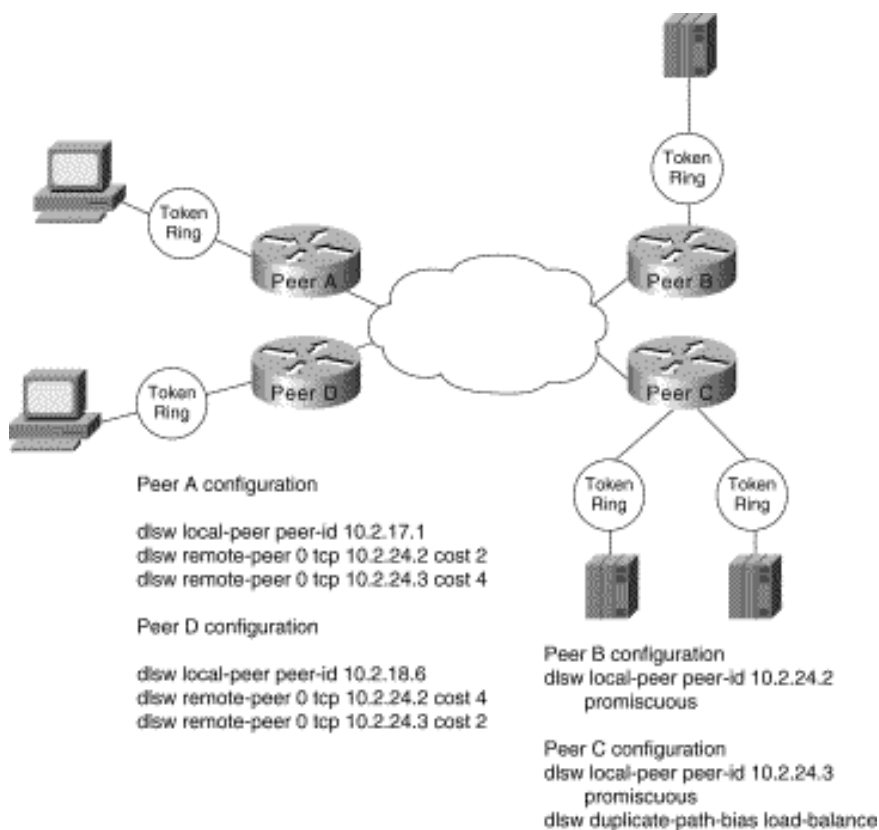 Token
Ring
Token
Ring
Peer A
Peer B
Token
Ring
Peer D
Peer C
Token
Ring
Token
Ring
Peer A configuration
dlsw local-peer peer-id 10.2.17.1
dlsw remote-peer 0 tcp 10.2.24.2 cost 2
dlsw remote-peer 0 tcp 10.2.24.3 cost 4
Peer D configuration
dlsw local-peer peer-id 10.2.18.6
dlsw remote-peer 0 tcp 10.2.24.2 cost 4
dlsw remote-peer 0 tcp 10.2.24.3 cost 2
Peer B configuration
dlsw local-peer peer-id 10.2.24.2
promiscuous
Peer C configuration
dlsw local-peer peer-id 10.2.24.3
promiscuous
dlsw duplicate-path-bias load-balance